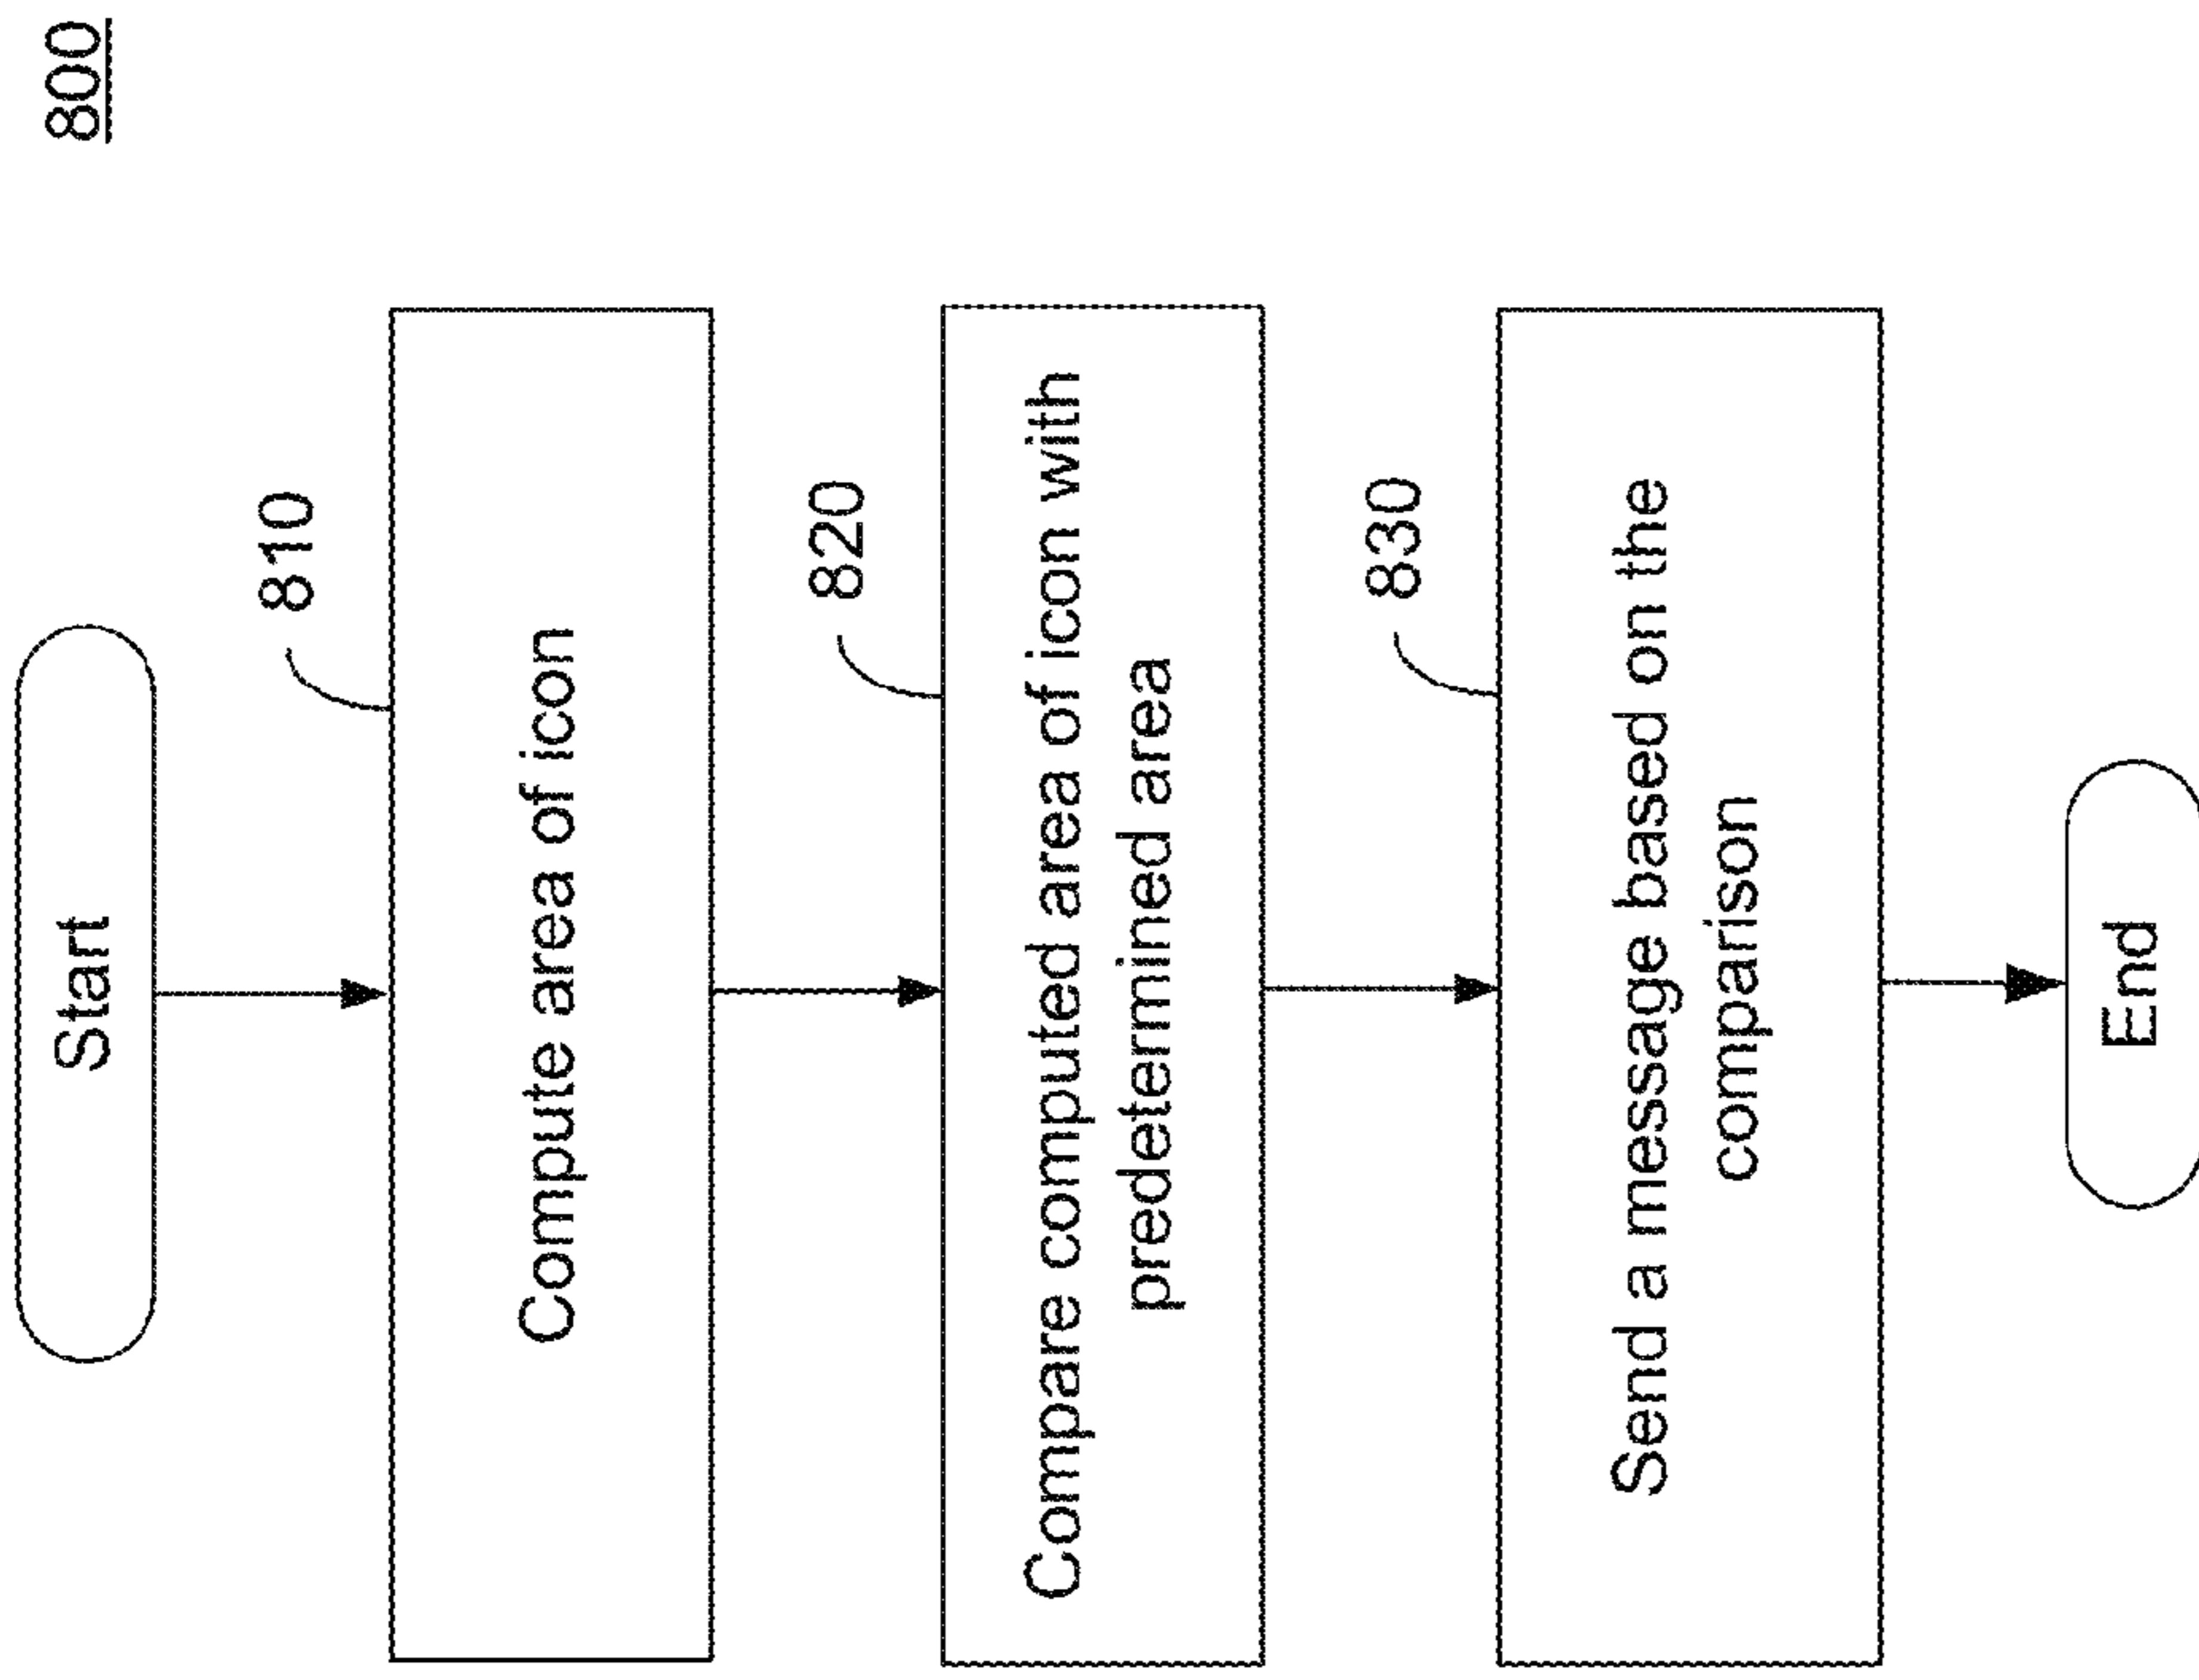 800
Start
810
Compute area of icon
820
Compare computed area of icon with
predetermined area
830
Send a message based on the
comparison
End